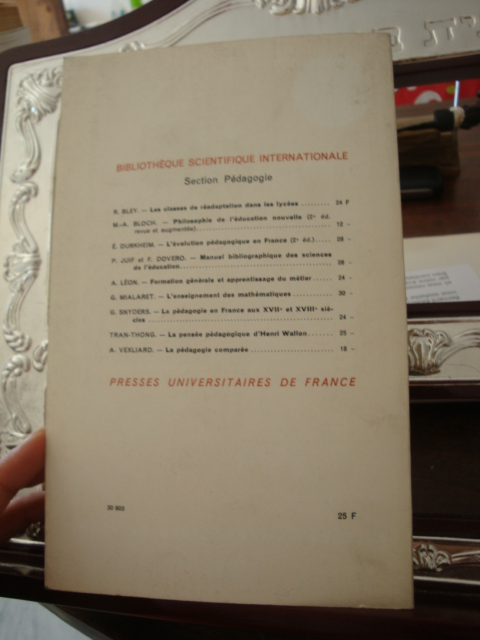 BIBLIOTHÈQUE SCIENTIFIQUE INTERNATIONALE
Section Pédagogie
R. BLEY. — Les classes de réadaptation dans les lycées ......... 24 F
M.-A. BLOCH. — Philosophie de l'éducation nouvelle (2e éd. revue et augmentée) ......... 12 –
É. DURKHEIM. — L'évolution pédagogique en France (2e éd.) ..... 28 –
P. JUIF et F. DOVERO. — Manuel bibliographique des sciences
de l'éducation ......... –
A. LÉON. — Formation générale et apprentissage du métier ...... 24 –
G. MIALARET. — L'enseignement des mathématiques ......... 30 –
G. SNYDERS. — La pédagogie en France aux XVIIe et XVIIIe siè-
cles ......... 24 –
TRAN-THONG. — La pensée pédagogique d'Henri Wallon ...... 25 –
A. VEXLIARD. — La pédagogie comparée ......... 18 –
PRESSES UNIVERSITAIRES DE FRANCE
25 F